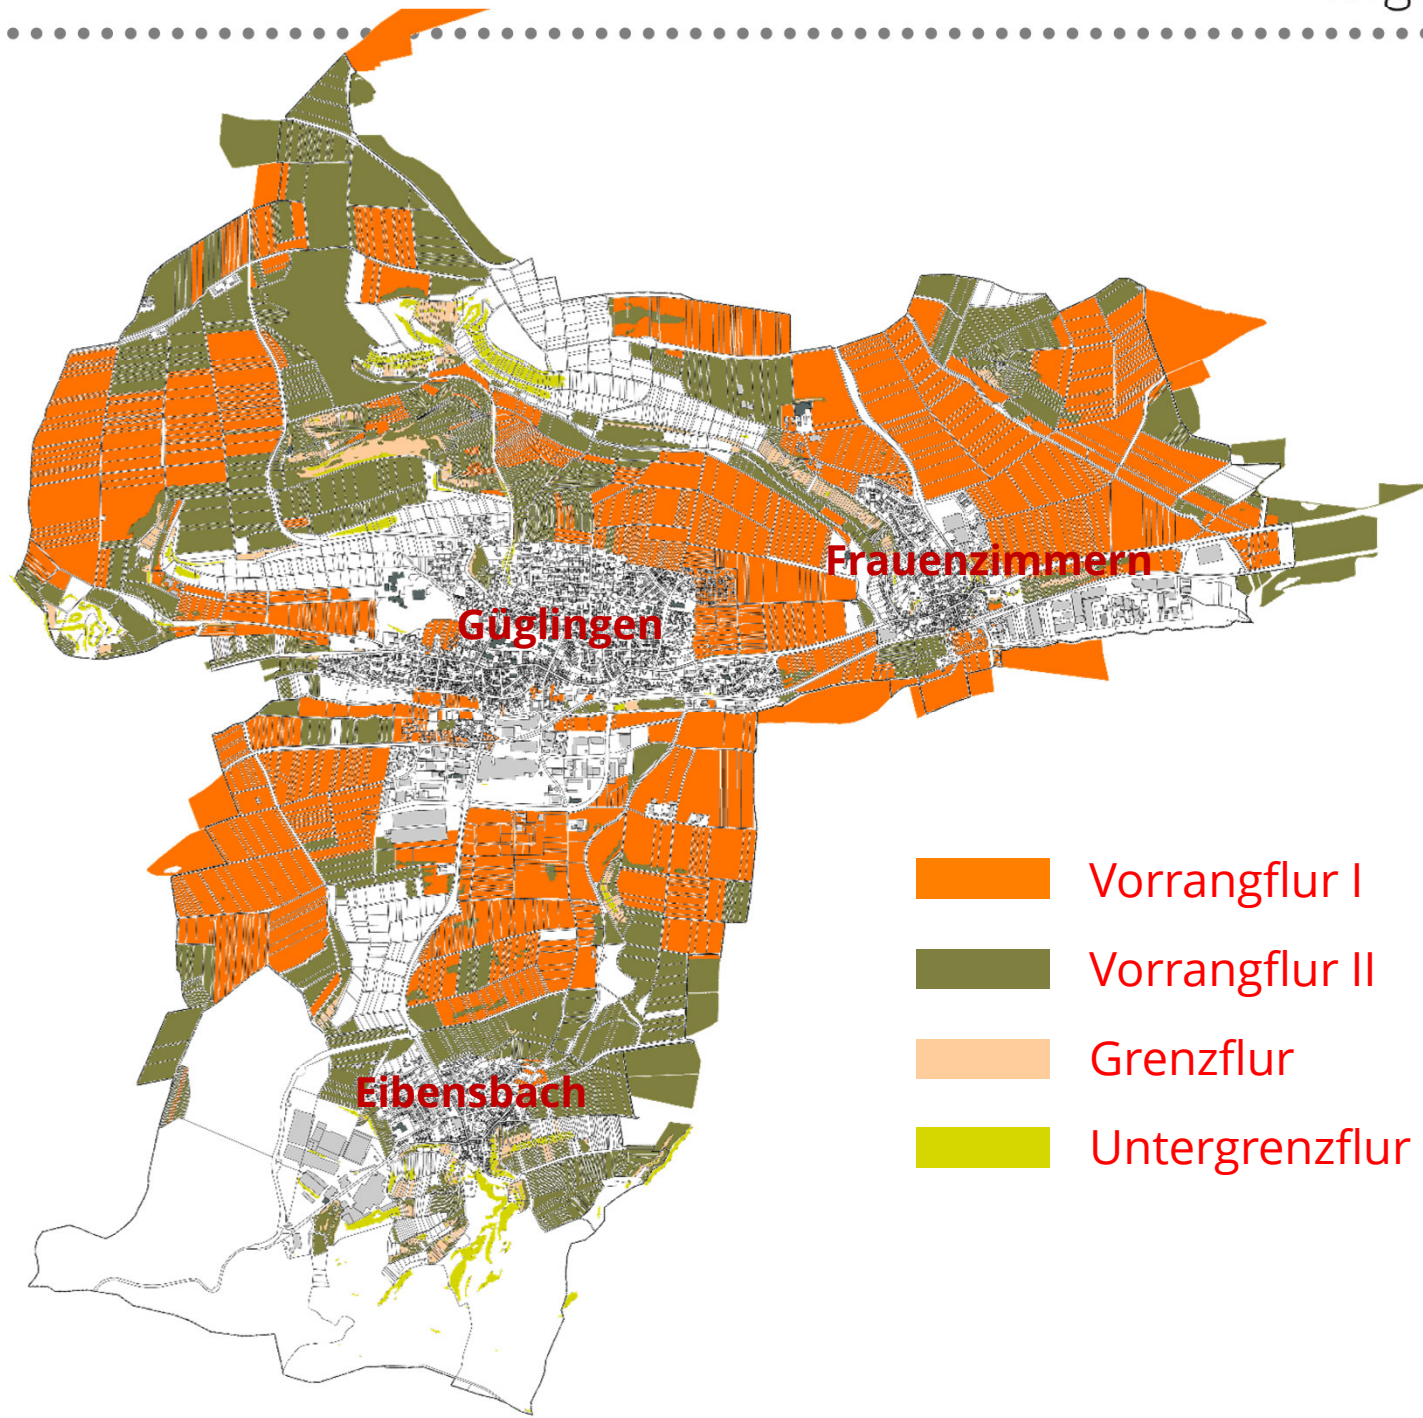 Frauenzimmern
Güglingen
Vorrangflur I
Vorrangflur II
Grenzflur
Eibensbach
Untergrenzflur